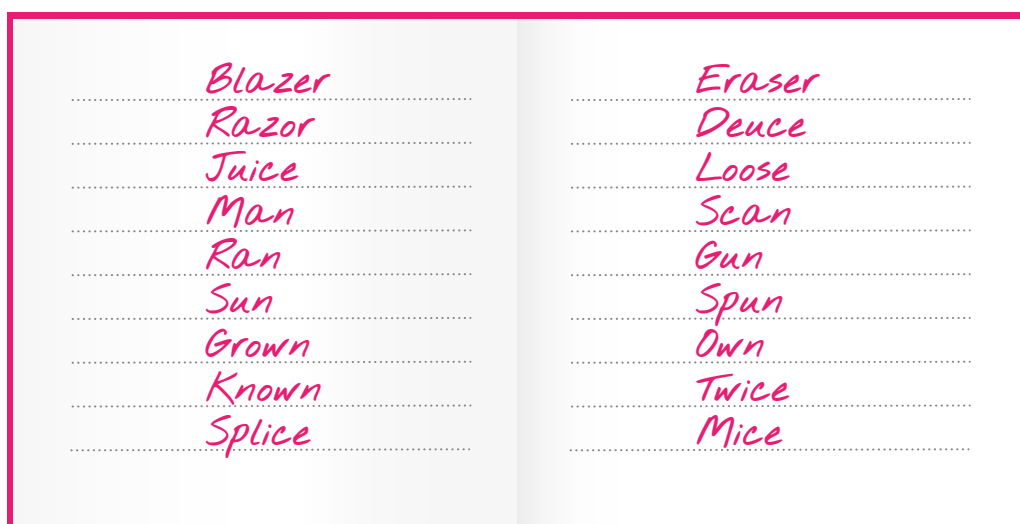 Blazer
Razor
Juice
Man
Ran
Sun
Grown
Known
Splice
Eraser
Deuce
Loose
Scan
Gun
Spun
Own
Twice
Mice